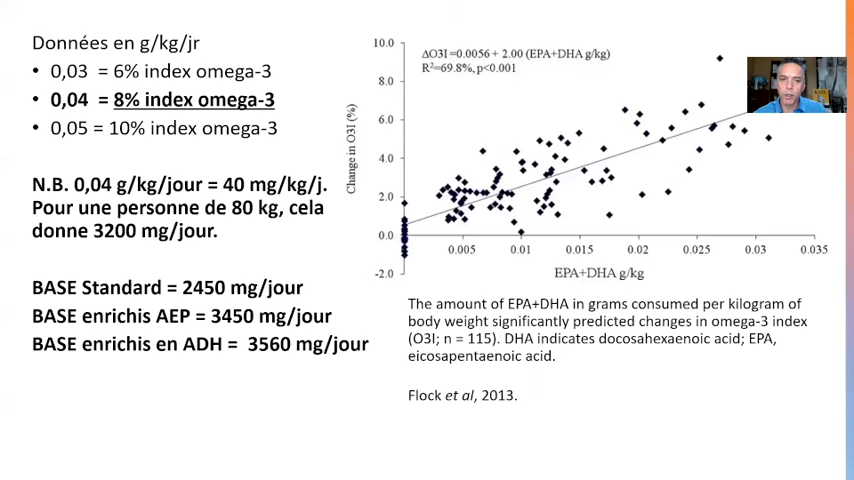 Données en g/kg/jr
• 0,03 = 6% index omega-3
• 0,04 = 8% index omega-3
• 0,05 = 10% index omega-3
N.B. 0,04 g/kg/jour = 40 mg/kg/j.
Pour une personne de 80 kg, cela
donne 3200 mg/jour.
BASE Standard = 2450 mg/jour
BASE enrichis AEP = 3450 mg/jour
BASE enrichis en ADH = 3560 mg/jour
ΔO3I =0.0056 + 2.00 (EPA+DHA g/kg)
R²=69.8%, p<0.001
Change in O3I (%)
10.0
8.0
6.0
4.0
2.0
0.0
-2.0
0.005
0.01
0.015
0.02
0.025
0.03
0.035
EPA+DHA g/kg
The amount of EPA+DHA in grams consumed per kilogram of
body weight significantly predicted changes in omega-3 index
(O3I; n = 115). DHA indicates docosahexaenoic acid; EPA,
eicosapentaenoic acid.
Flock et al, 2013.